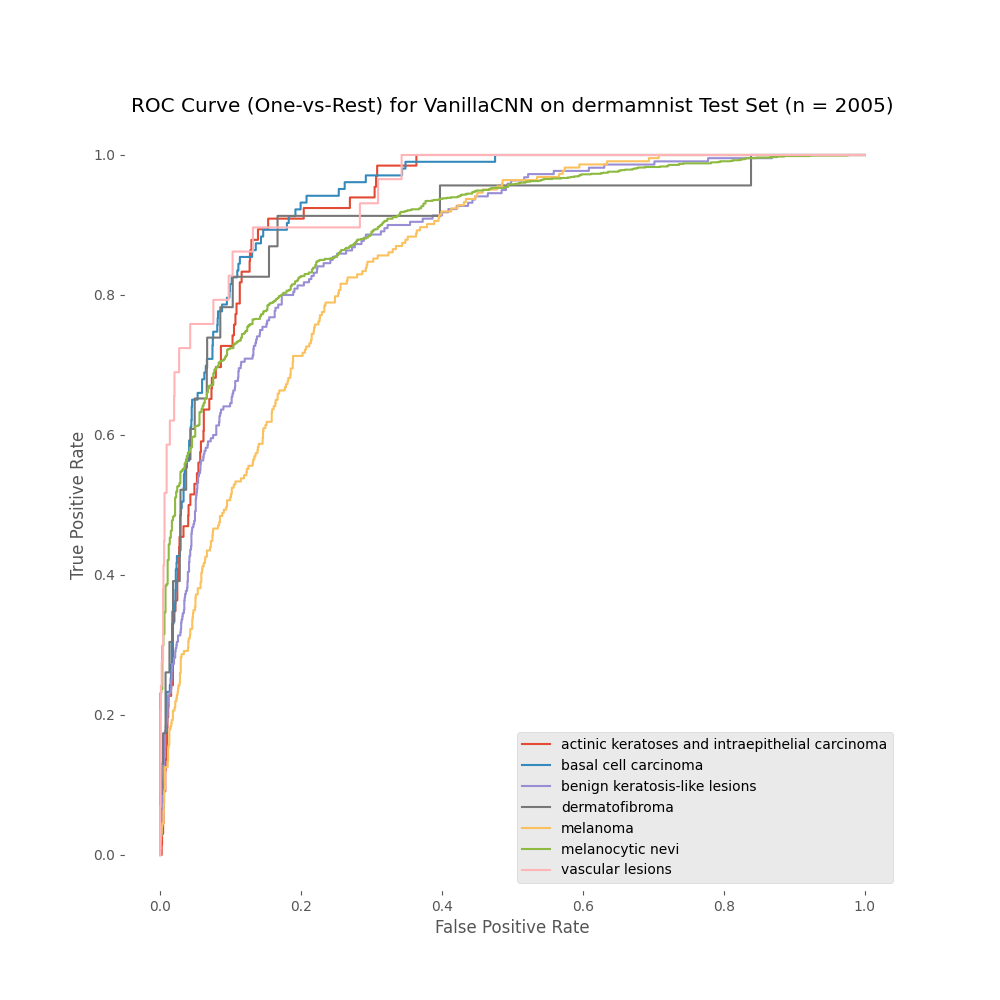 ROC Curve (One-vs-Rest) for VanillaCNN on dermamnist Test Set (n = 2005)
1.0
0.8
0.6
0.4
0.2
0.0
True Positive Rate
actinic keratoses and intraepithelial carcinoma
basal cell carcinoma
benign keratosis-like lesions
dermatofibroma
melanoma
melanocytic nevi
vascular lesions
0.0 0.2 0.4 0.6 0.8 1.0
False Positive Rate